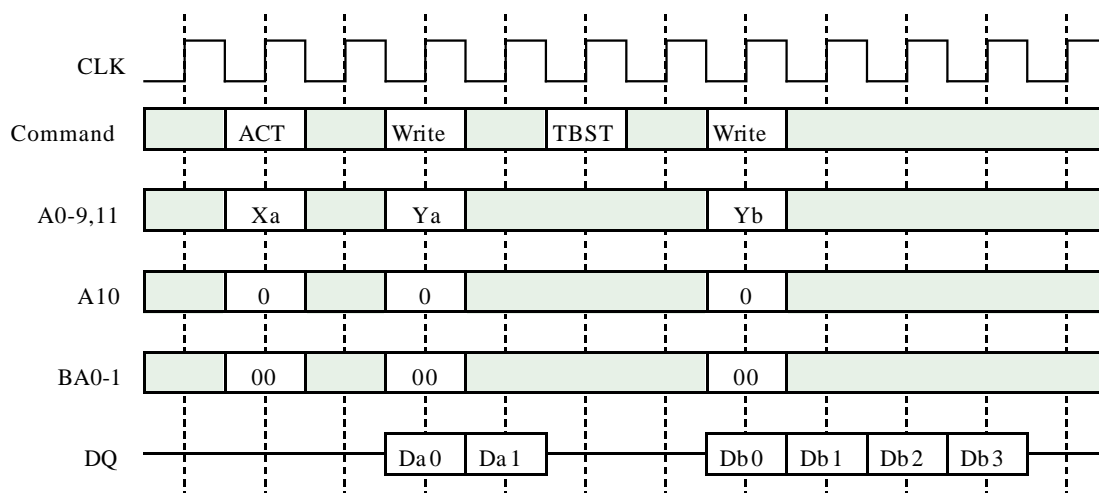 CLK
Command ACT Write TBST Write
A0-9,11 Xa Ya Yb
A10 0 0 0
BA0-1 00 00 00
DQ Da0 Da1 Db0 Db1 Db2 Db3